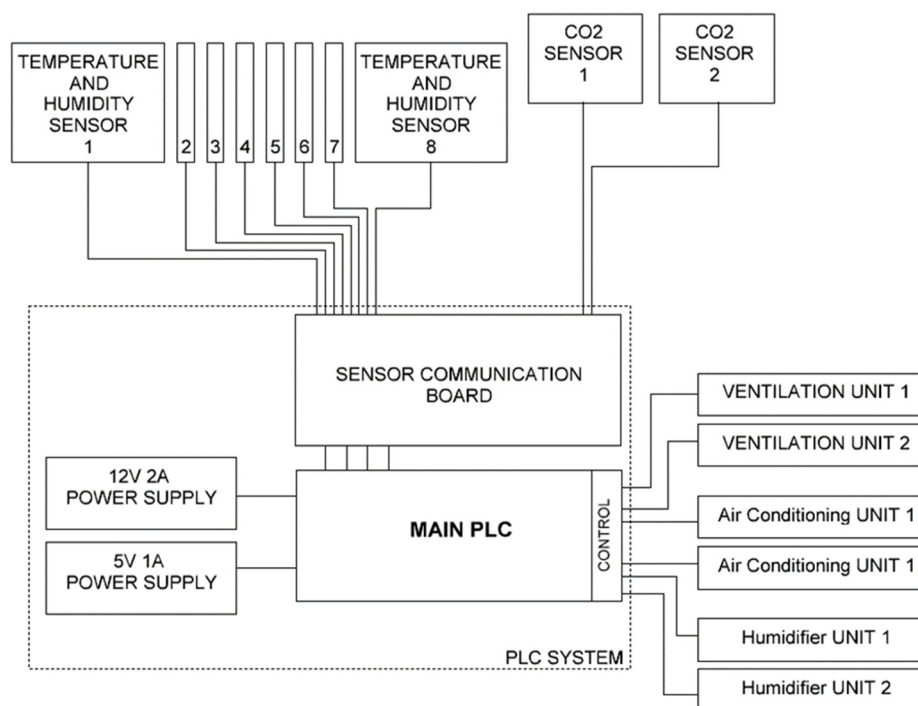 TEMPERATURE
AND
HUMIDITY
SENSOR
1
2
3
4
5
6
7
TEMPERATURE
AND
HUMIDITY
SENSOR
8
CO2
SENSOR
1
CO2
SENSOR
2
SENSOR COMMUNICATION
BOARD
12V 2A
POWER SUPPLY
5V 1A
POWER SUPPLY
MAIN PLC
CONTROL
PLC SYSTEM
VENTILATION UNIT 1
VENTILATION UNIT 2
Air Conditioning UNIT 1
Air Conditioning UNIT 1
Humidifier UNIT 1
Humidifier UNIT 2